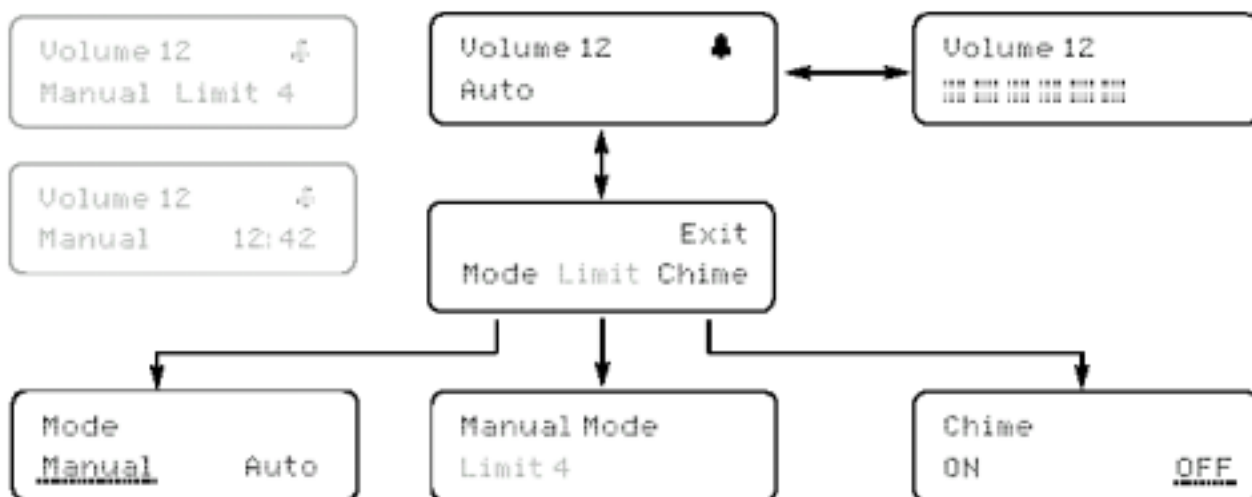 Volume 12
Manual Limit 4
Volume 12
Auto
Volume 12
Volume 12
Manual 12:42
Exit
Mode Limit Chime
Mode
Manual Auto
Manual Mode
Limit 4
Chime
ON OFF